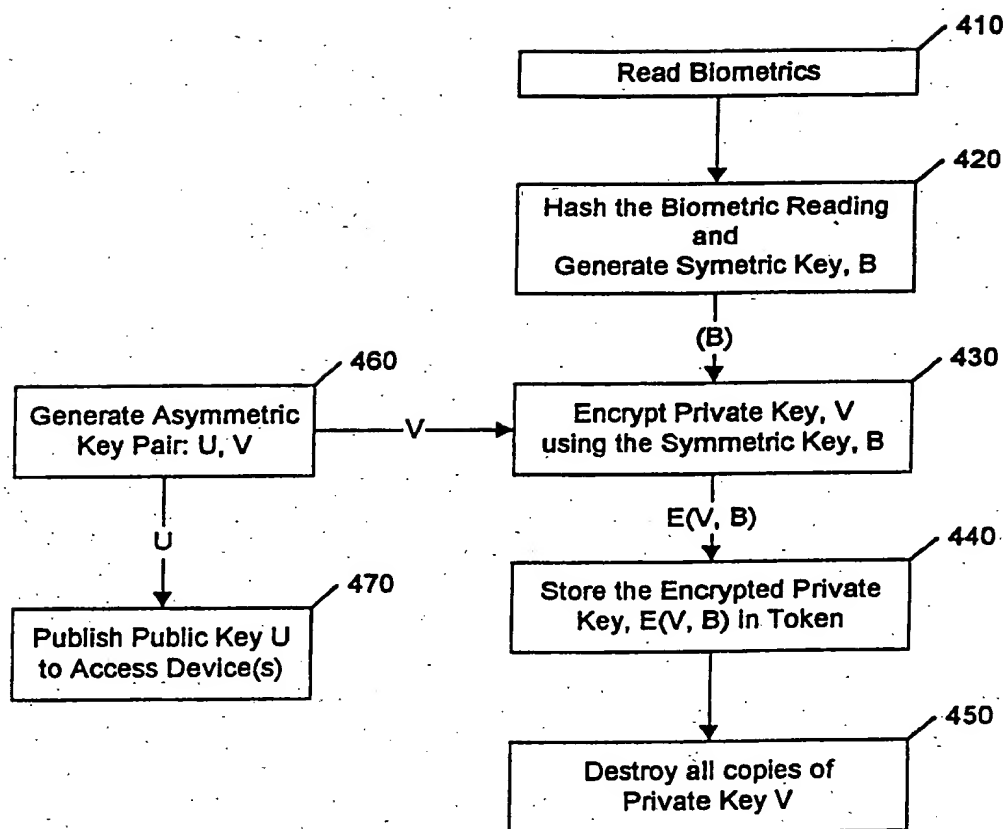 410
Read Biometrics
420
Hash the Biometric Reading
and
Generate Symetric Key, B
(B)
460
430
Generate Asymmetric
Key Pair: U, V
V
Encrypt Private Key, V
using the Symmetric Key, B
E(V, B)
U
440
470
Store the Encrypted Private
Key, E(V, B) in Token
Publish Public Key U
to Access Device(s)
450
Destroy all copies of
Private Key V